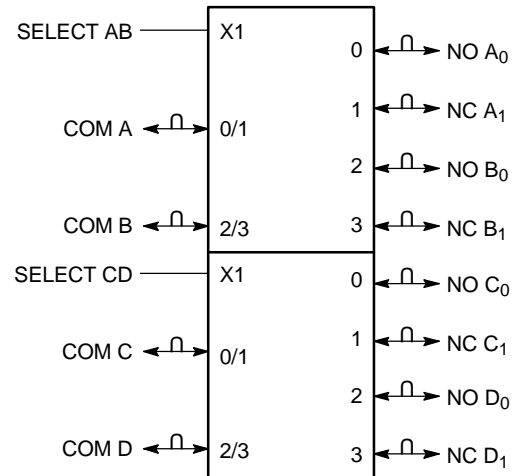 SELECT AB X1
0 NO A0
1 NC A1
COM A 0/1
2 NO B0
COM B 2/3
3 NC B1
SELECT CD X1
0 NO C0
1 NC C1
COM C 0/1
2 NO D0
COM D 2/3
3 NC D1